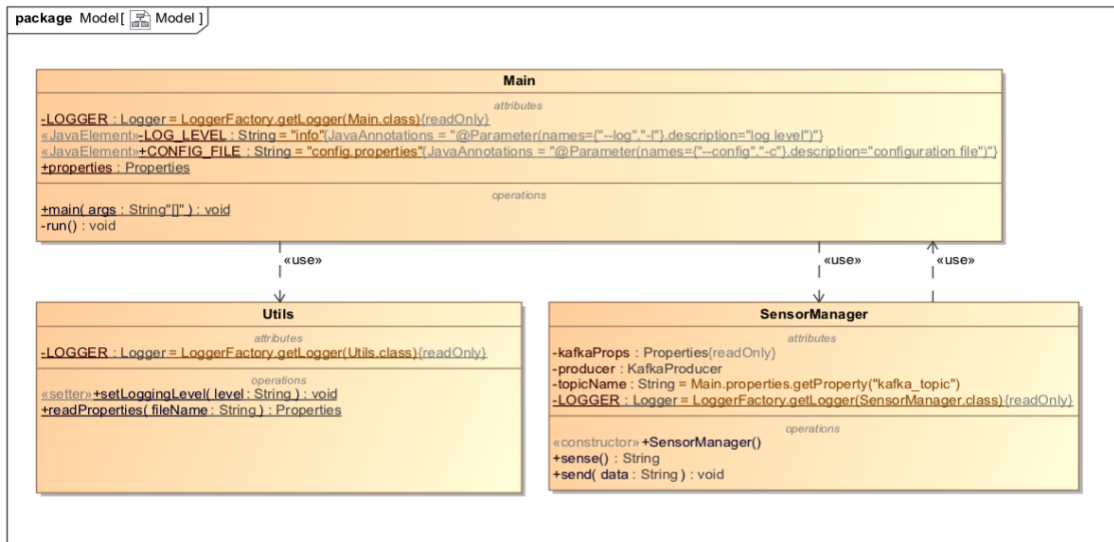 package Model[ Model ]
Main
attributes
-LOGGER : Logger = LoggerFactory.getLogger(Main.class){readOnly}
«JavaElement»-LOG_LEVEL : String = "info"{JavaAnnotations = "@Parameter(names={"--log","-l"},description="log level")"}
«JavaElement»+CONFIG_FILE : String = "config.properties"{JavaAnnotations = "@Parameter(names={"--config","-c"},description="configuration file")"}
+properties : Properties
operations
+main( args : String"[]" ) : void
-run() : void
«use»
«use»
«use»
Utils
attributes
-LOGGER : Logger = LoggerFactory.getLogger(Utils.class){readOnly}
operations
«setter»+setLoggingLevel( level : String ) : void
+readProperties( fileName : String ) : Properties
SensorManager
attributes
-kafkaProps : Properties{readOnly}
-producer : KafkaProducer
-topicName : String = Main.properties.getProperty("kafka_topic")
-LOGGER : Logger = LoggerFactory.getLogger(SensorManager.class){readOnly}
operations
«constructor»+SensorManager()
+sense() : String
+send( data : String ) : void